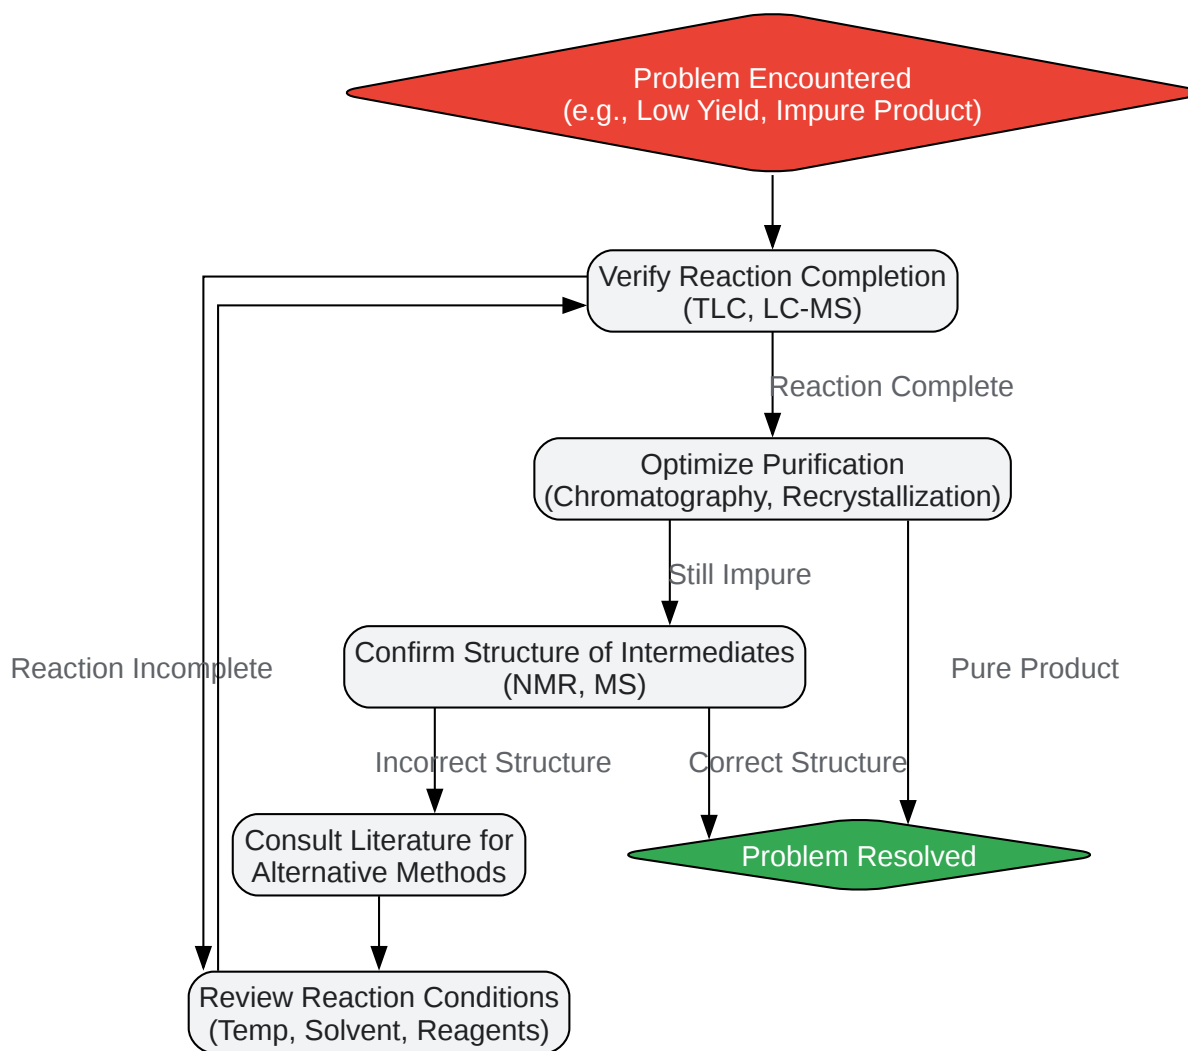 Problem Encountered
(e.g., Low Yield, Impure Product)
Verify Reaction Completion
(TLC, LC-MS)
Reaction Complete
Optimize Purification
(Chromatography, Recrystallization)
Still Impure
Confirm Structure of Intermediates
(NMR, MS)
Reaction Incomplete
Pure Product
Incorrect Structure
Correct Structure
Consult Literature for
Alternative Methods
Problem Resolved
Review Reaction Conditions
(Temp, Solvent, Reagents)